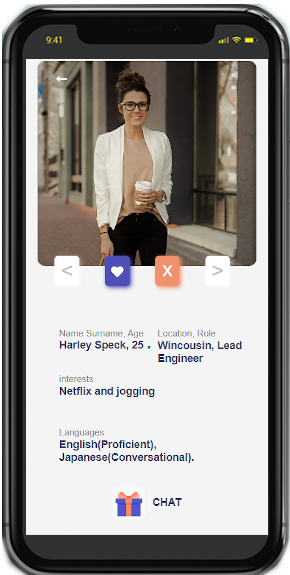 9:41
<
X
>
Name Surname, Age
Harley Speck, 25
Location, Role
Wincousin, Lead
Engineer
interests
Netflix and jogging
Languages
English(Proficient),
Japanese(Conversational).
CHAT